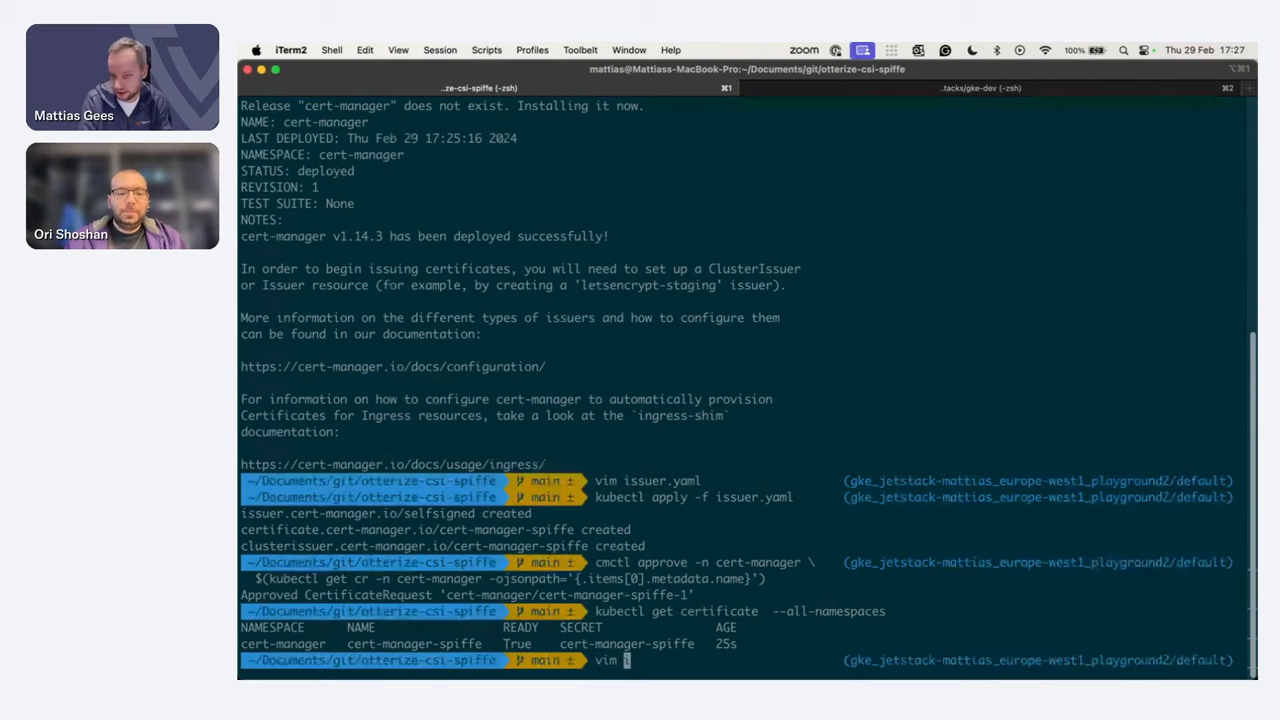 Mattias Gees
Ori Shoshan
iTerm2 Shell Edit View Session Scripts Profiles Toolbelt Window Help zoom 100% Thu 29 Feb 17:27
mattias@Mattiass-MacBook-Pro:~/Documents/git/otterize-csi-spiffe ⌥⌘1
..ze-csi-spiffe (-zsh) ⌘1 ..tacks/gke-dev (-zsh) ⌘2
Release "cert-manager" does not exist. Installing it now.
NAME: cert-manager
LAST DEPLOYED: Thu Feb 29 17:25:16 2024
NAMESPACE: cert-manager
STATUS: deployed
REVISION: 1
TEST SUITE: None
NOTES:
cert-manager v1.14.3 has been deployed successfully!
In order to begin issuing certificates, you will need to set up a ClusterIssuer
or Issuer resource (for example, by creating a 'letsencrypt-staging' issuer).
More information on the different types of issuers and how to configure them
can be found in our documentation:
https://cert-manager.io/docs/configuration/
For information on how to configure cert-manager to automatically provision
Certificates for Ingress resources, take a look at the `ingress-shim`
documentation:
https://cert-manager.io/docs/usage/ingress/
~/Documents/git/otterize-csi-spiffe main ± vim issuer.yaml (gke_jetstack-mattias_europe-west1_playground2/default)
~/Documents/git/otterize-csi-spiffe main ± kubectl apply -f issuer.yaml (gke_jetstack-mattias_europe-west1_playground2/default)
issuer.cert-manager.io/selfsigned created
certificate.cert-manager.io/cert-manager-spiffe created
clusterissuer.cert-manager.io/cert-manager-spiffe created
~/Documents/git/otterize-csi-spiffe main ± cmctl approve -n cert-manager \ (gke_jetstack-mattias_europe-west1_playground2/default)
$(kubectl get cr -n cert-manager -ojsonpath='{.items[0].metadata.name}')
Approved CertificateRequest 'cert-manager/cert-manager-spiffe-1'
~/Documents/git/otterize-csi-spiffe main ± kubectl get certificate --all-namespaces
NAMESPACE NAME READY SECRET AGE
cert-manager cert-manager-spiffe True cert-manager-spiffe 25s
~/Documents/git/otterize-csi-spiffe main ± vim i (gke_jetstack-mattias_europe-west1_playground2/default)